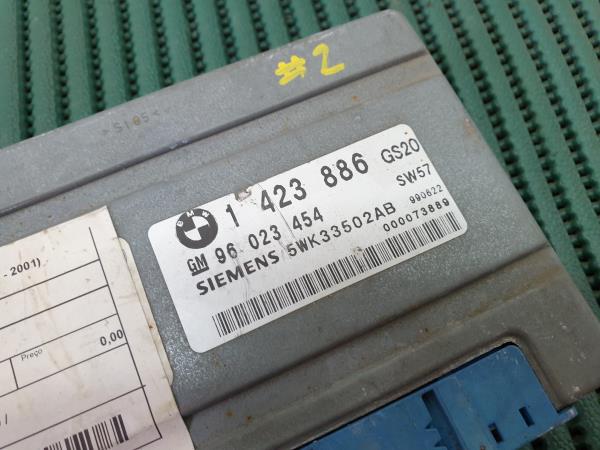 #2
BMW
1 423 886 GS20
GM 96 023 454 SW57
SIEMENS 5WK33502AB 990622
000073889
- 2001)
Preço
0,00